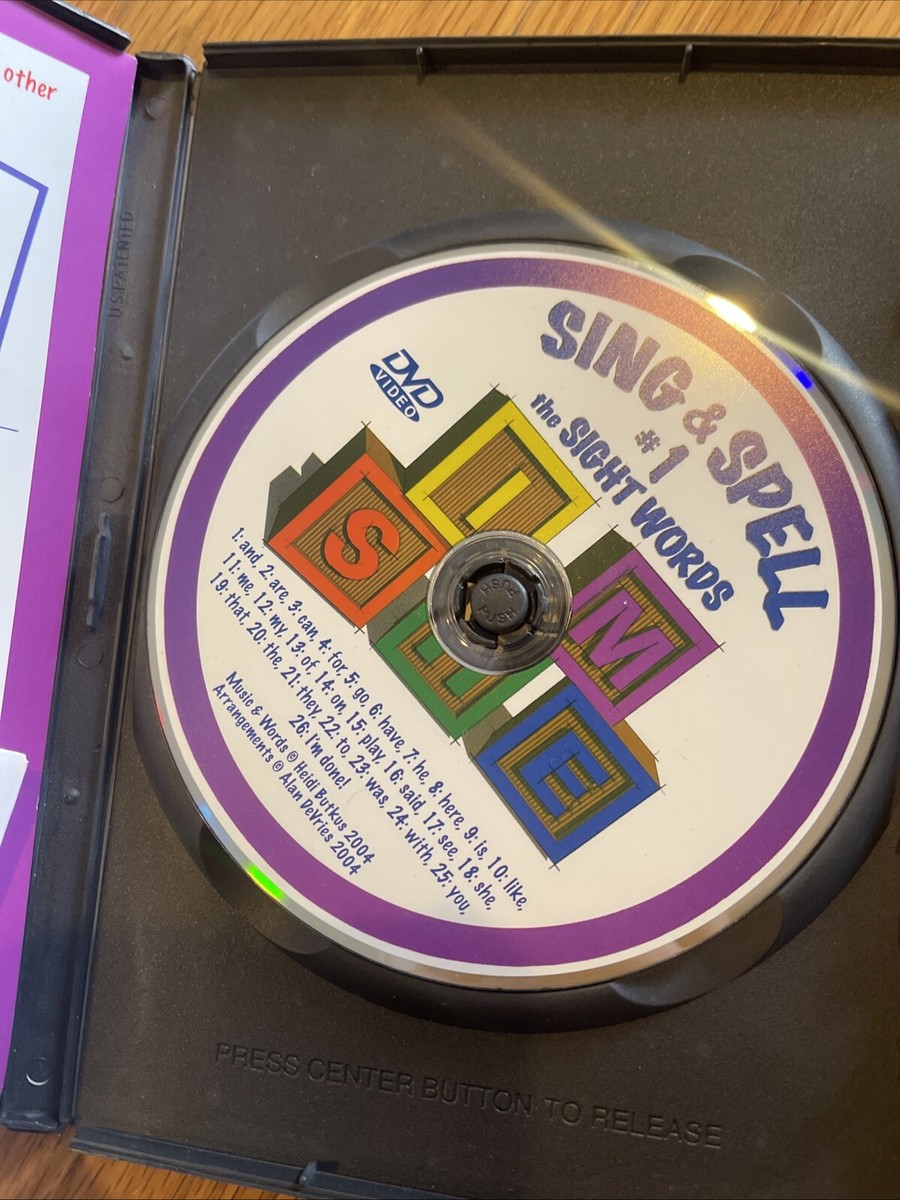 other
U.S. PATENTED
SING & SPELL
#1
the SIGHT WORDS
DVD
VIDEO
I
S
M
E
PUSH
PUSH
1: and, 2: are, 3: can, 4: for, 5: go, 6: have, 7: he, 8: here, 9: is, 10: like,
11: me, 12: my, 13: of, 14: on, 15: play, 16: said, 17: see, 18: she,
19: that, 20: the, 21: they, 22: to 23: was, 24: with, 25: you,
26: I'm done!
Music & Words © Heidi Butkus 2004
Arrangements © Alan DeVries 2004
PRESS CENTER BUTTON TO RELEASE